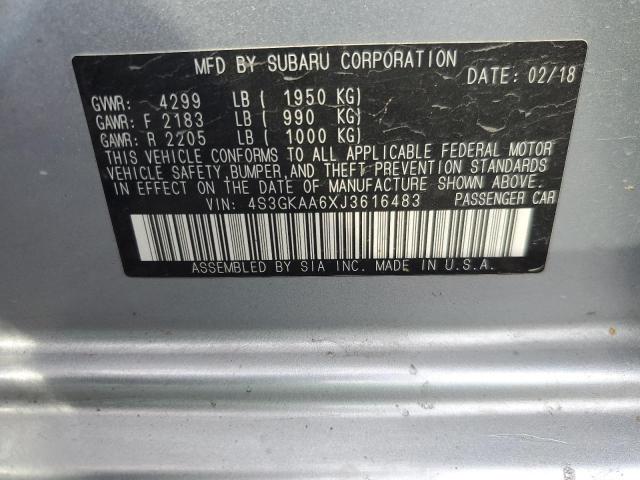 MFD BY SUBARU CORPORATION
DATE: 02/18
GVWR: 4299 LB ( 1950 KG)
GAWR: F 2183 LB ( 990 KG)
GAWR: R 2205 LB ( 1000 KG)
THIS VEHICLE CONFORMS TO ALL APPLICABLE FEDERAL MOTOR
VEHICLE SAFETY, BUMPER, AND THEFT PREVENTION STANDARDS
IN EFFECT ON THE DATE OF MANUFACTURE SHOWN ABOVE.
VIN: 4S3GKAA6XJ3616483 PASSENGER CAR
ASSEMBLED BY SIA INC. MADE IN U.S.A.